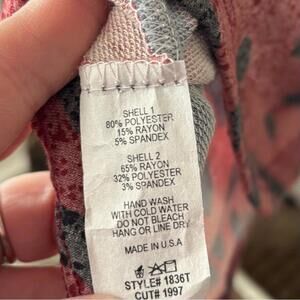 SHELL 1
80% POLYESTER
15% RAYON
5% SPANDEX
SHELL 2
65% RAYON
32% POLYESTER
3% SPANDEX
HAND WASH
WITH COLD WATER
DO NOT BLEACH
HANG OR LINE DRY
MADE IN U.S.A
STYLE# 1836T
CUT# 1997